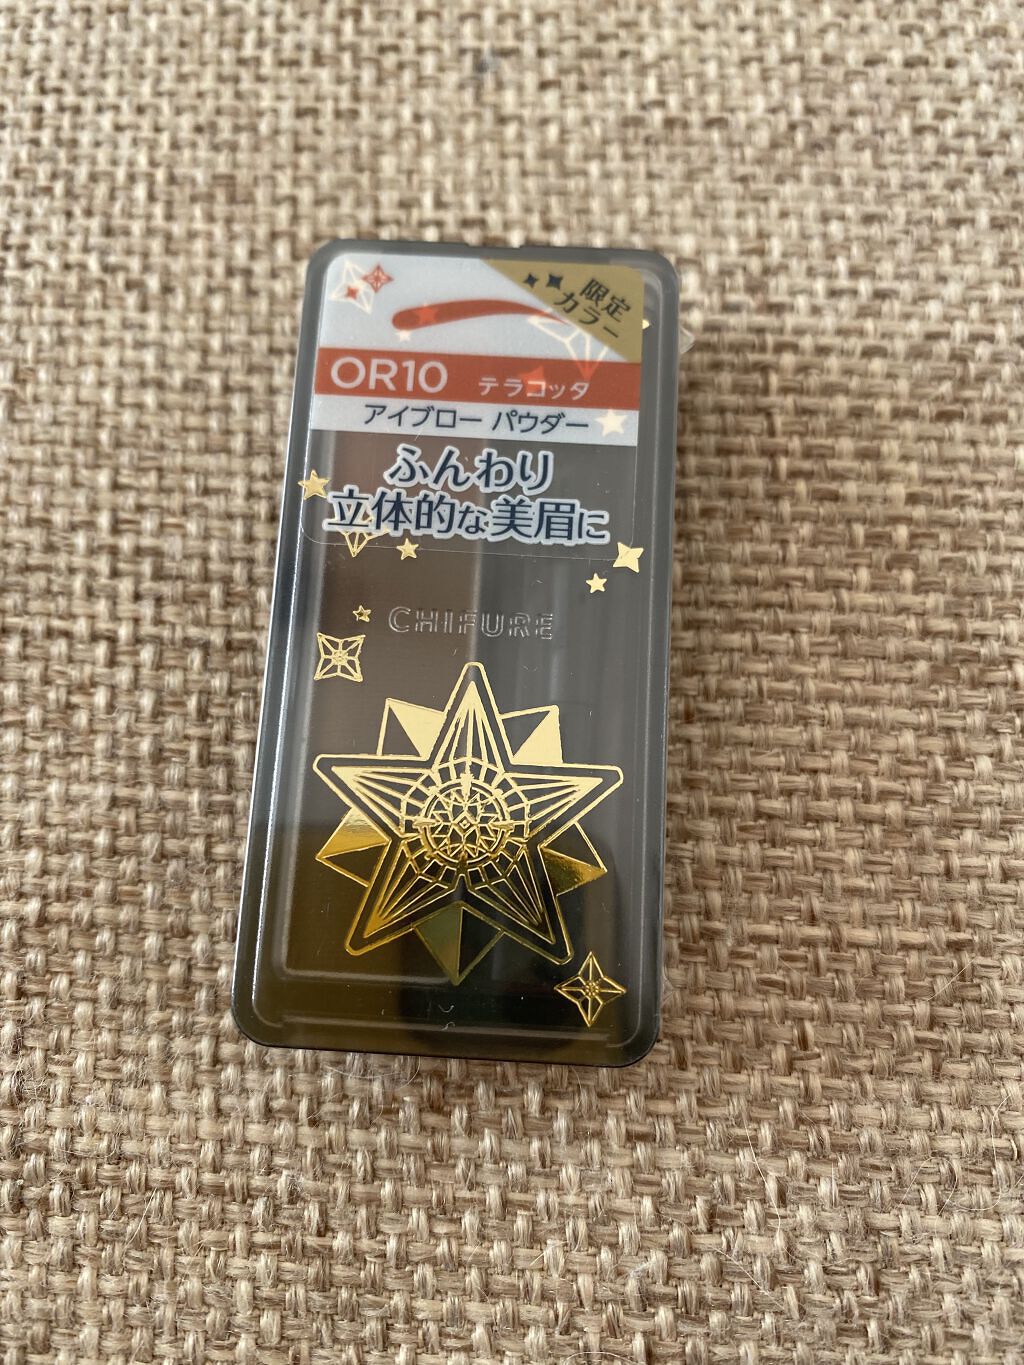 限定
カラー
OR10 テラコッタ
アイブロー パウダー
ふんわり
立体的な美眉に
CHIFURE